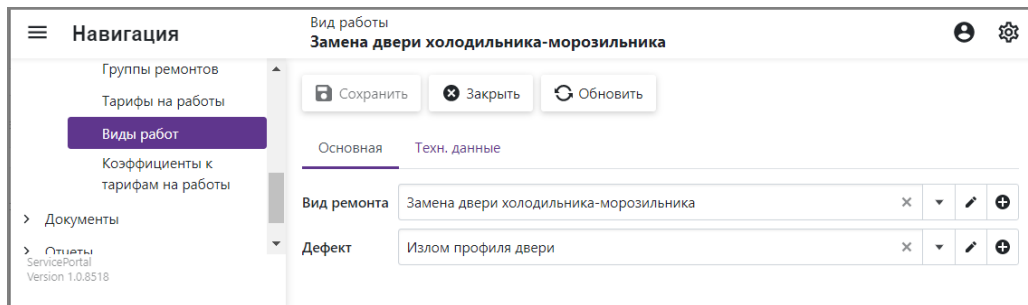 Навигация
Вид работы
Замена двери холодильника-морозильника
Группы ремонтов
Тарифы на работы
Виды работ
Коэффициенты к
тарифам на работы
Документы
Отчеты
ServicePortal
Version 1.0.8518
Сохранить
Закрыть
Обновить
Основная
Техн. данные
Вид ремонта
Замена двери холодильника-морозильника
Дефект
Излом профиля двери